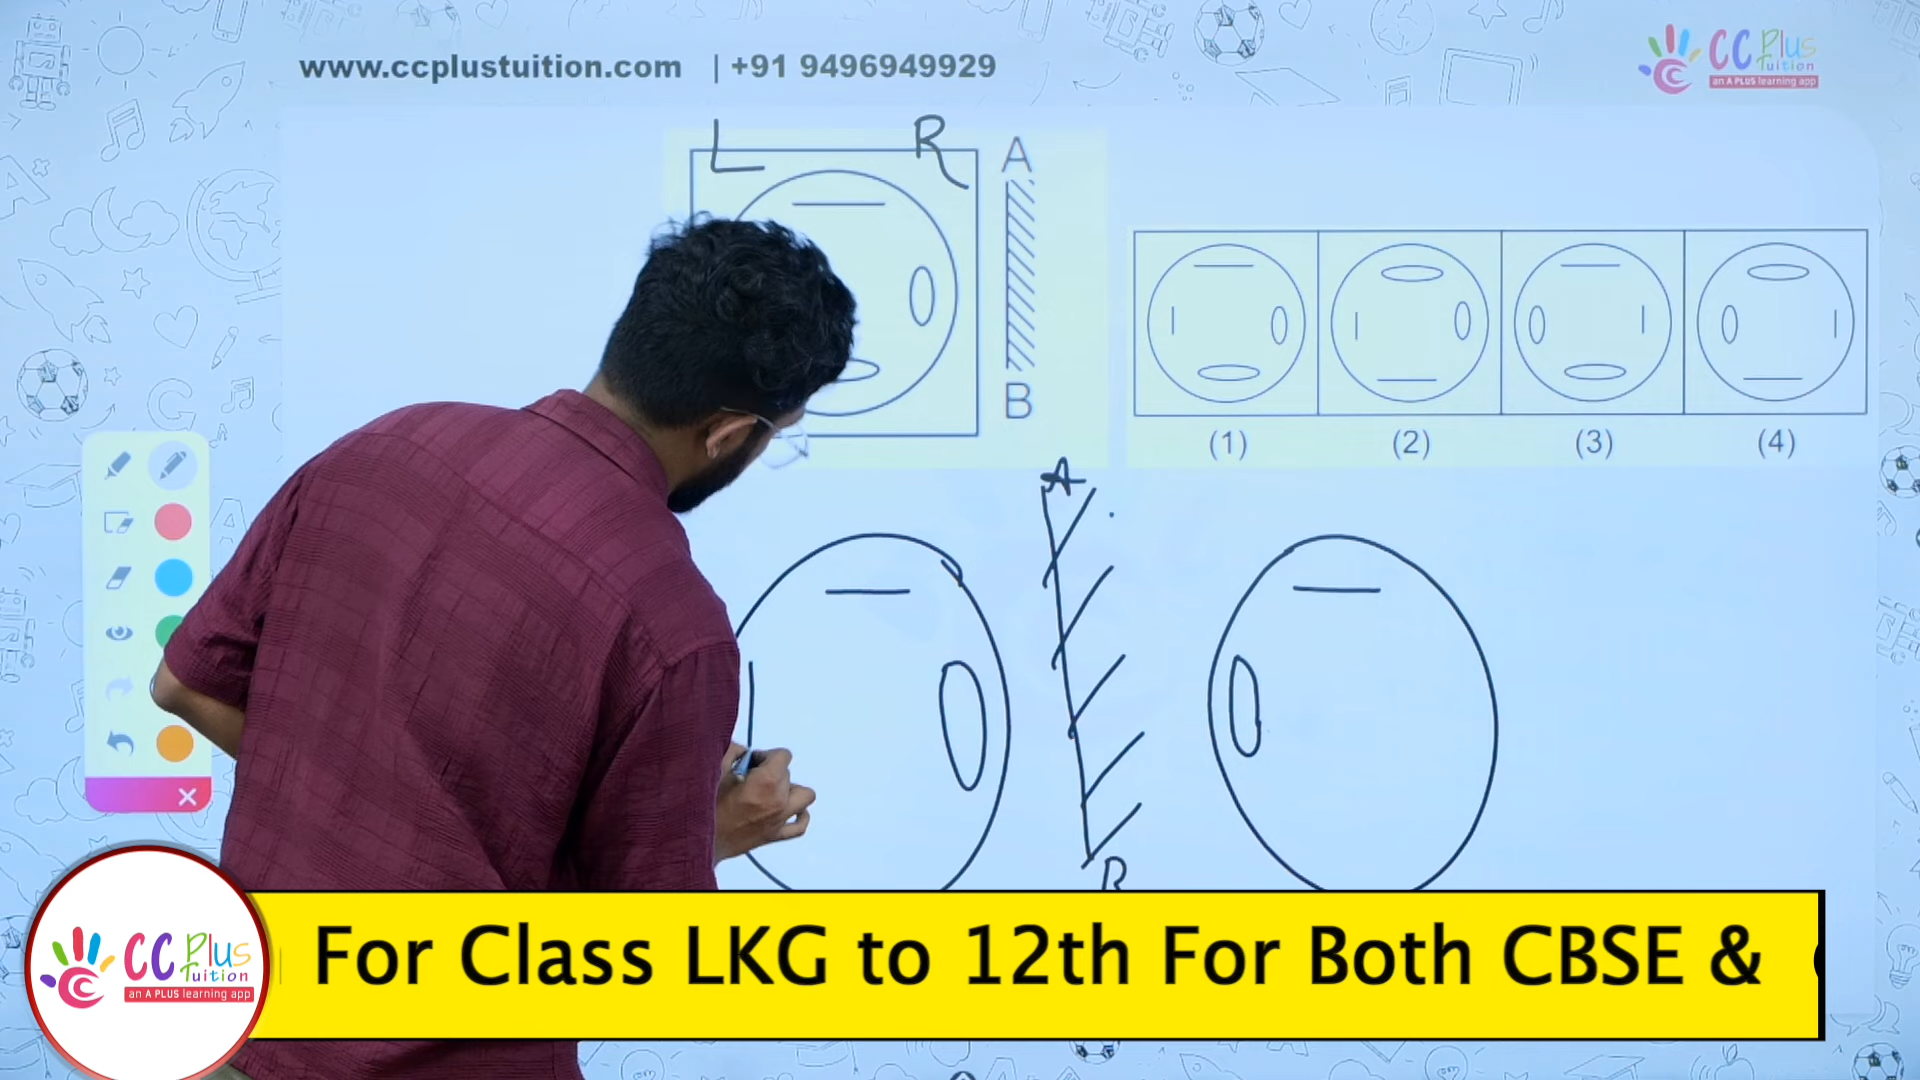 www.ccplustuition.com | +91 9496949929
CC Plus
Tuition
an A PLUS learning app
L R
A
B
(1) (2) (3) (4)
A
B
CC Plus
Tuition
an A PLUS learning app
For Class LKG to 12th For Both CBSE &